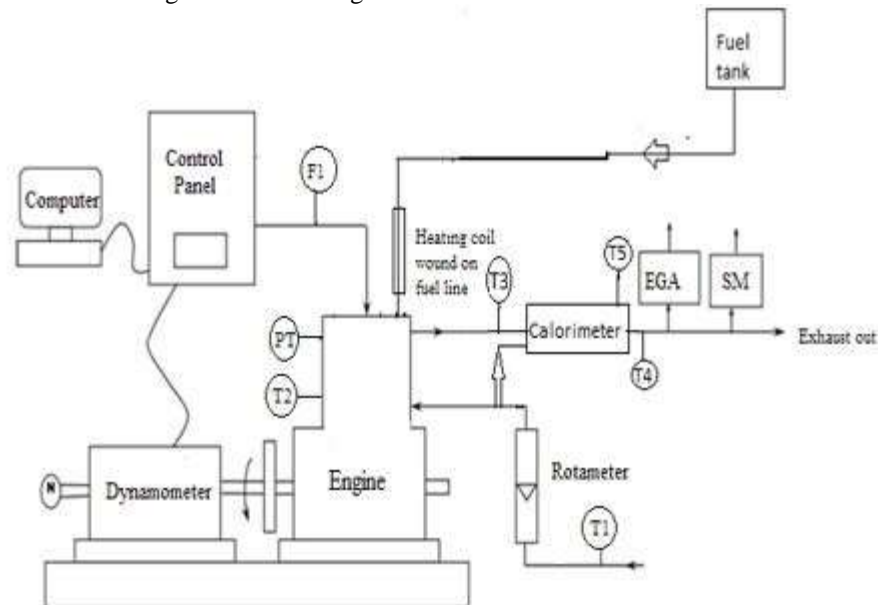 Fuel
tank
Control
Panel
F1
Computer
Heating coil
wound on
fuel line
T3
T5
EGA
SM
PT
Calorimeter
Exhaust out
T4
T2
Rotameter
N
Dynamometer
Engine
T1